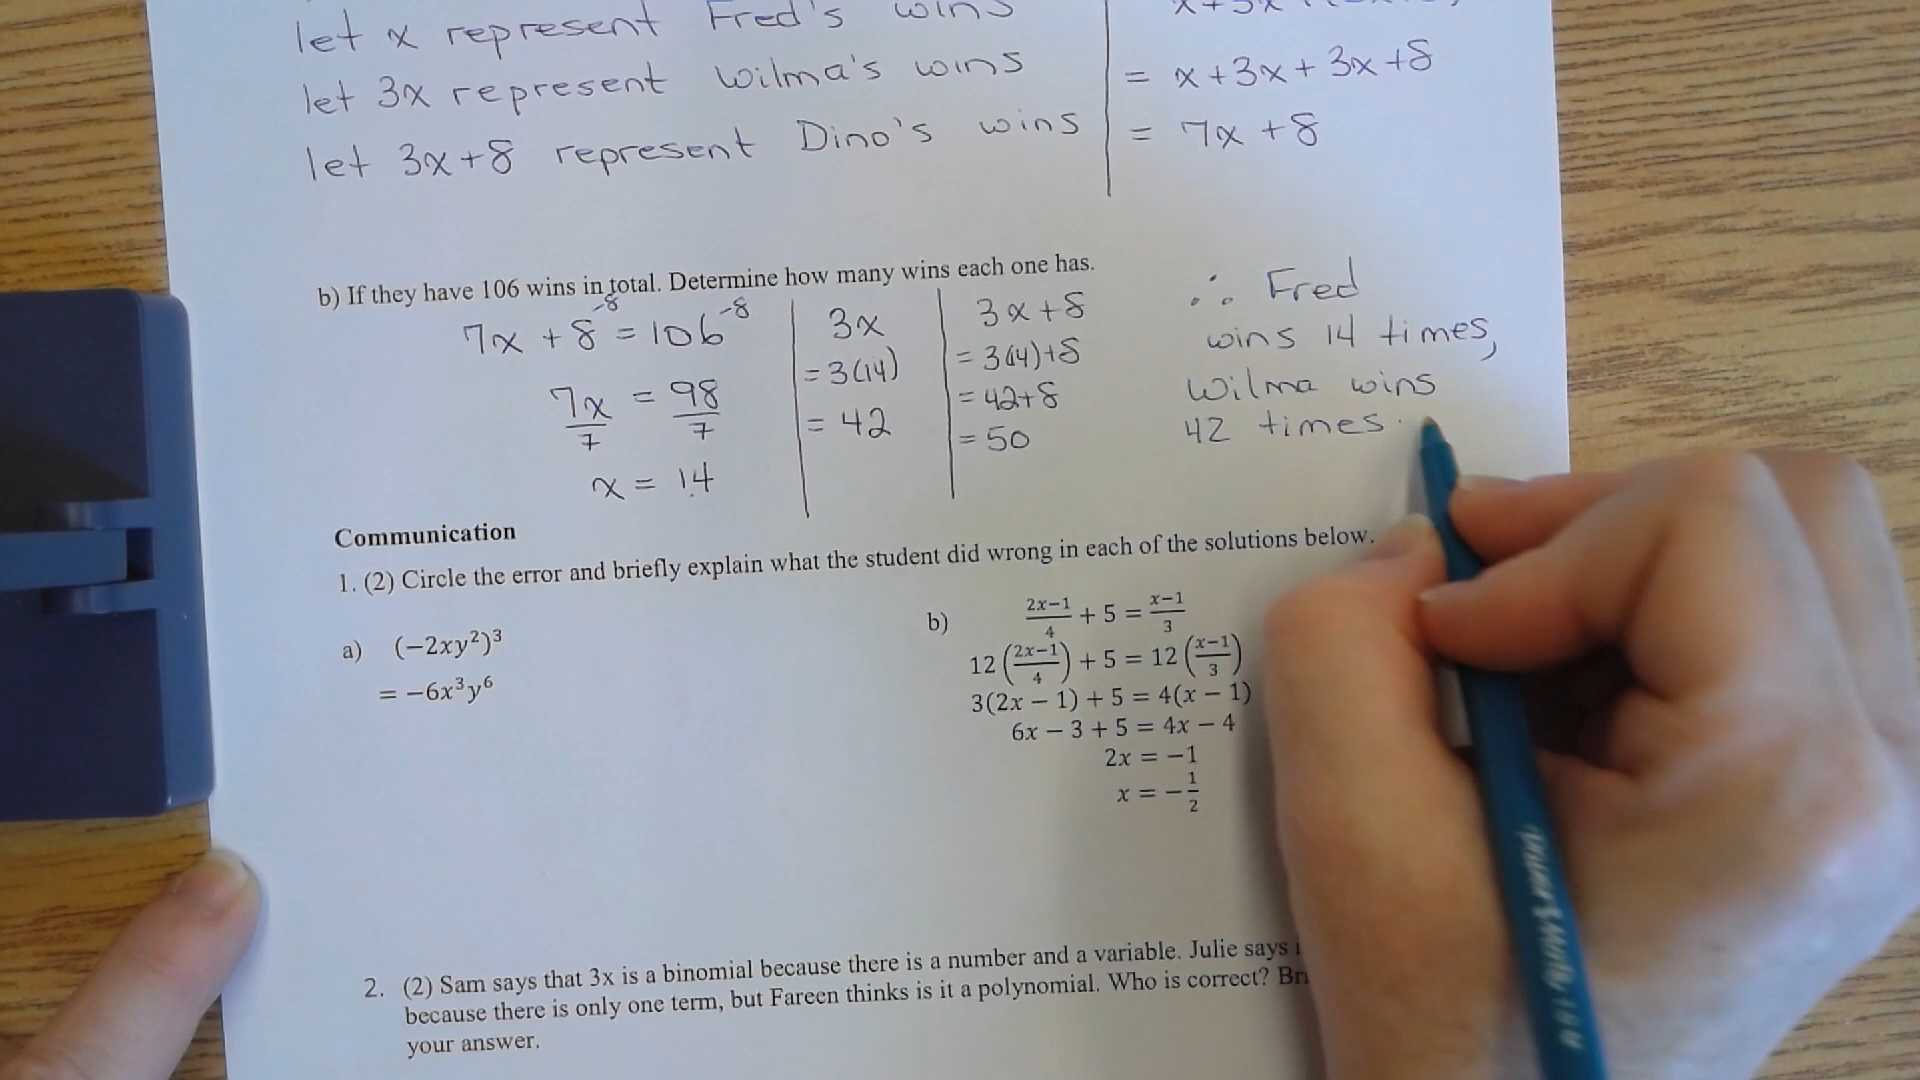 let x represent Fred's wins
let 3x represent Wilma's wins
let 3x+8 represent Dino's wins
= x+3x+3x+8
= 7x+8
b) If they have 106 wins in total. Determine how many wins each one has.
7x + 8 ⁻⁸ = 106 ⁻⁸
7x/7 = 98/7
x = 14
3x
= 3(14)
= 42
3x+8
= 3(14)+8
= 42+8
= 50
∴ Fred
wins 14 times,
Wilma wins
42 times
Communication
1. (2) Circle the error and briefly explain what the student did wrong in each of the solutions below.
a) (−2xy²)³
= −6x³y⁶
b) (2x−1)/4 + 5 = (x−1)/3
12((2x−1)/4) + 5 = 12((x−1)/3)
3(2x − 1) + 5 = 4(x − 1)
6x − 3 + 5 = 4x − 4
2x = −1
x = −1/2
2. (2) Sam says that 3x is a binomial because there is a number and a variable. Julie says
because there is only one term, but Fareen thinks is it a polynomial. Who is correct?
your answer.